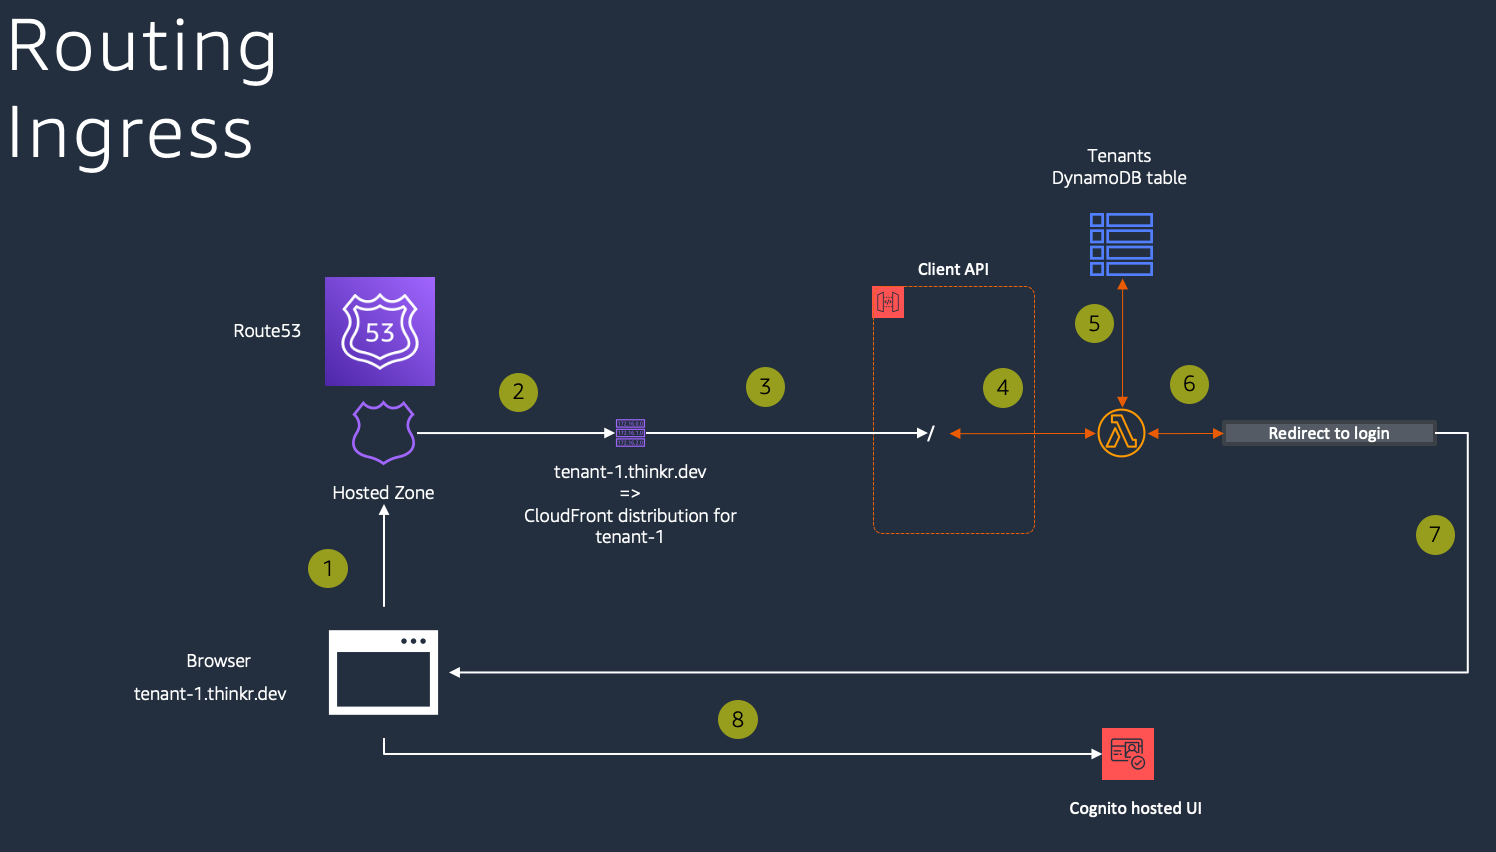 Routing
Ingress
Tenants
DynamoDB table
Client API
Route53
53
5
2
3
4
6
/
Redirect to login
Hosted Zone
tenant-1.thinkr.dev
=>
CloudFront distribution for
tenant-1
1
7
Browser
tenant-1.thinkr.dev
8
Cognito hosted UI